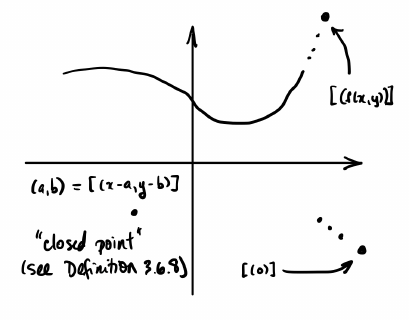 [(f(x,y))]
(a,b) = [(x-a,y-b)]
"closed point"
(see Definition 3.6.8)
[(0)]